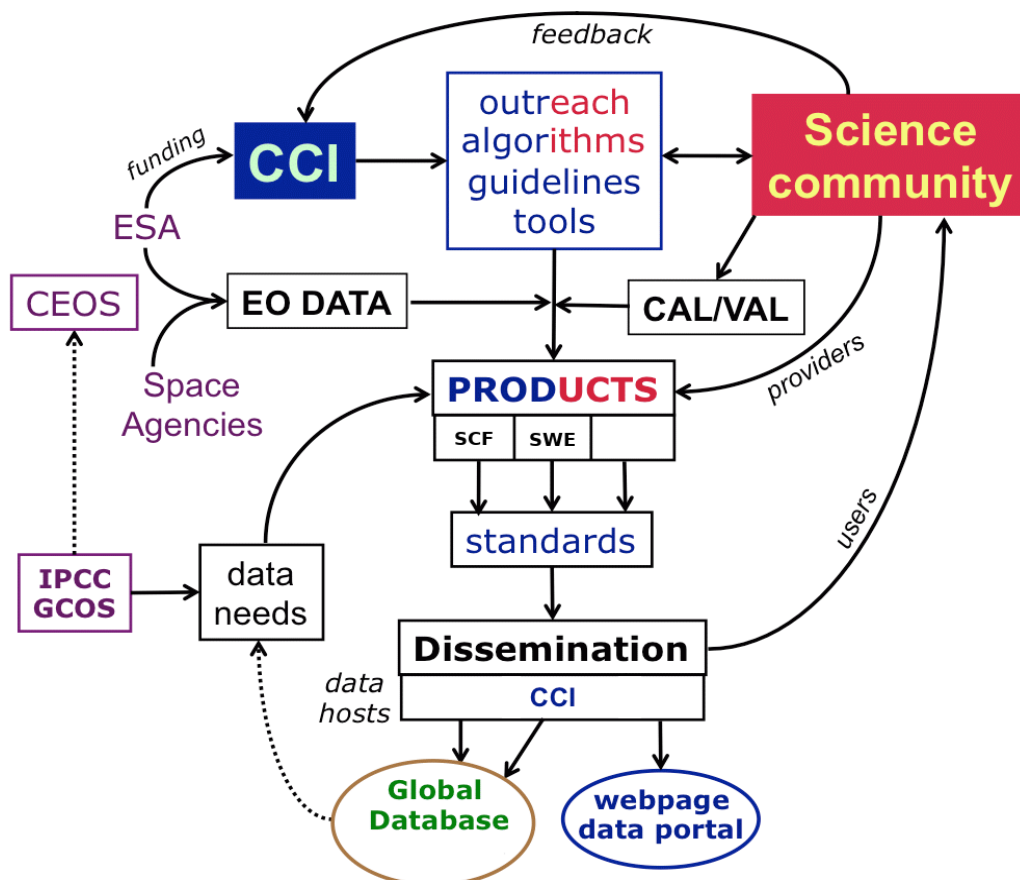 feedback
outreach
algorithms
guidelines
tools
Science
community
funding
CCI
ESA
CEOS
EO DATA
CAL/VAL
Space
Agencies
providers
PRODUCTS
SCF
SWE
users
standards
IPCC
GCOS
data
needs
Dissemination
data
hosts
CCI
Global
Database
webpage
data portal